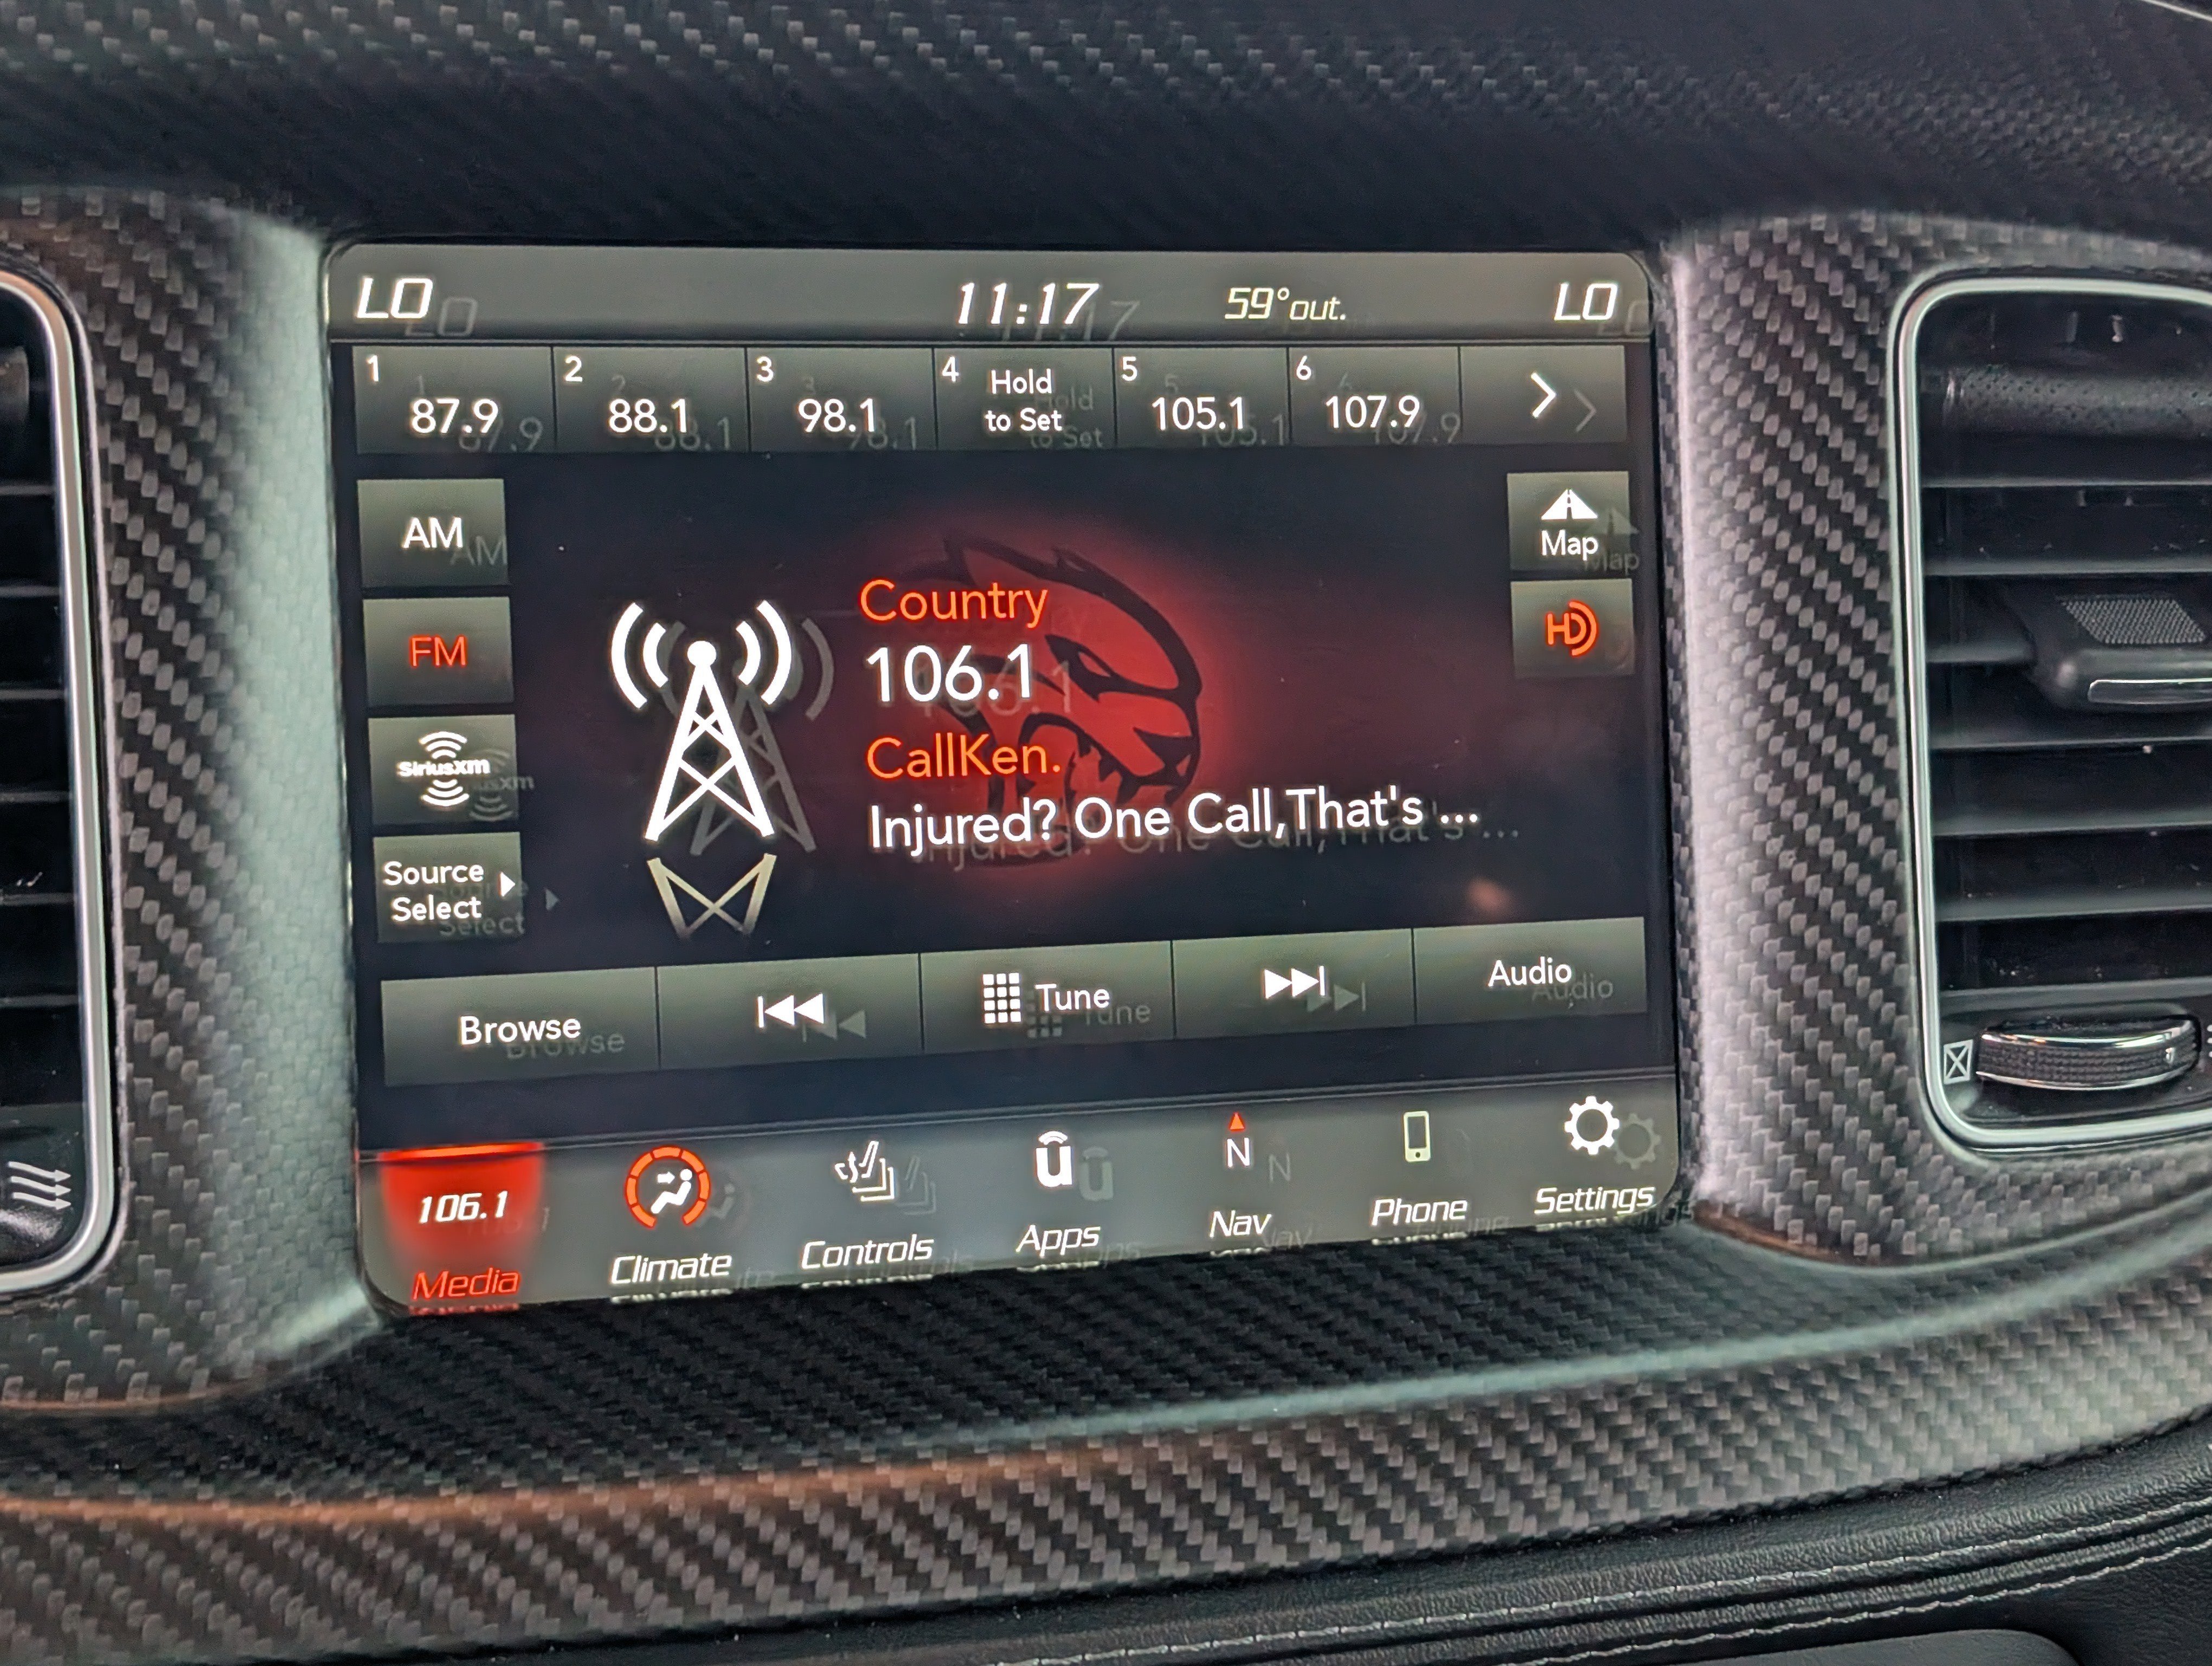 LO 11:17 59°out. LO
1 87.9 2 88.1 3 98.1 4 Hold to Set 5 105.1 6 107.9
AM
FM
SiriusXM
Source
Select
Map
HD
Country
106.1
CallKen.
Injured? One Call,That's ...
Browse Tune Audio
106.1 û N
Media Climate Controls Apps Nav Phone Settings